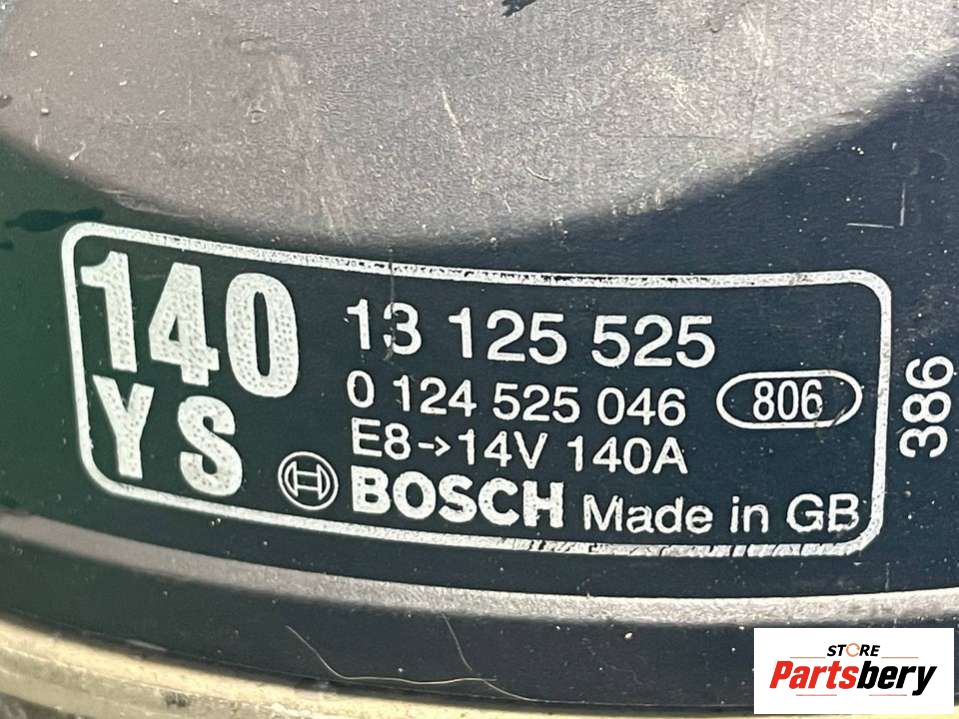 140
YS
13 125 525
0 124 525 046 806
E8→14V 140A
BOSCH Made in GB
386
STORE
Partsbery